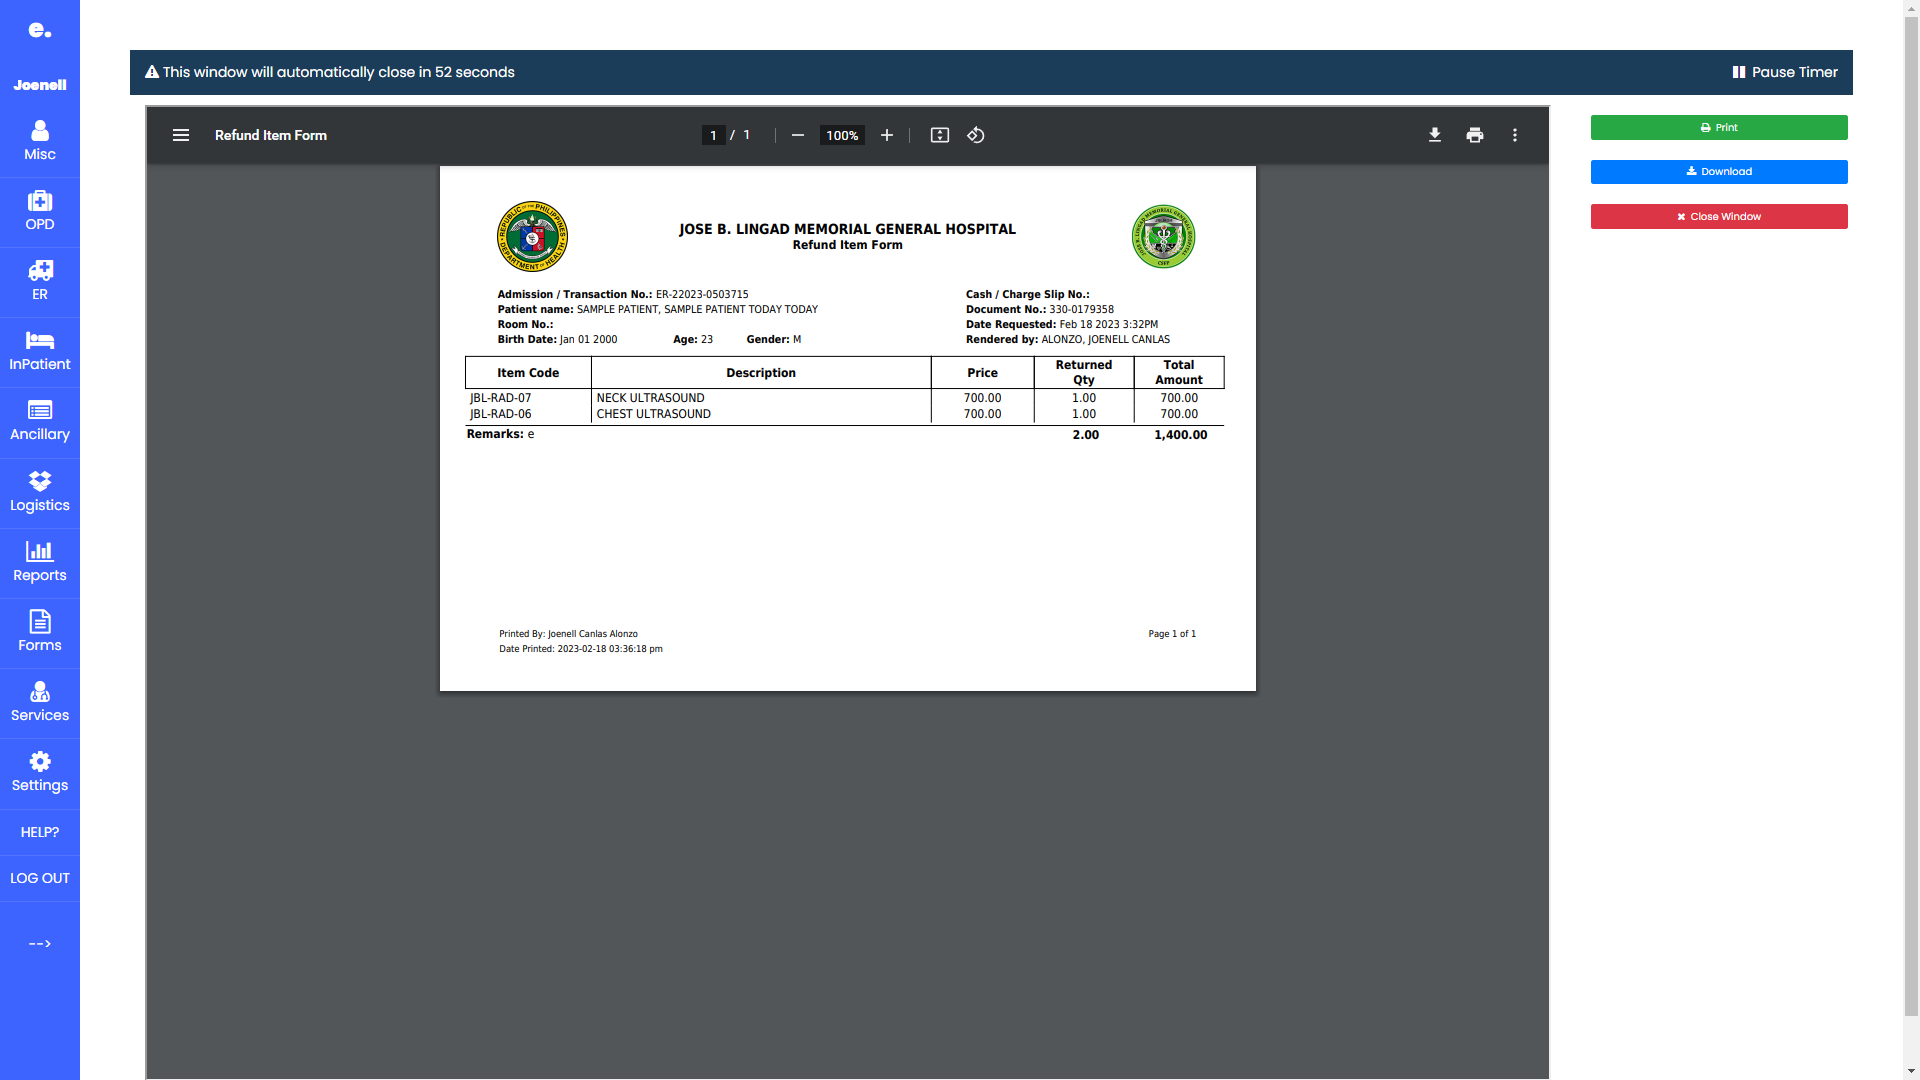 e.
Joenell
Misc
OPD
ER
InPatient
Ancillary
Logistics
Reports
Forms
Services
Settings
HELP?
LOG OUT
-->
This window will automatically close in 52 seconds
Pause Timer
Refund Item Form
1 / 1
100%
Print
Download
Close Window
JOSE B. LINGAD MEMORIAL GENERAL HOSPITAL
Refund Item Form
Admission / Transaction No.: ER-22023-0503715
Cash / Charge Slip No.:
Patient name: SAMPLE PATIENT, SAMPLE PATIENT TODAY TODAY
Document No.: 330-0179358
Room No.:
Date Requested: Feb 18 2023 3:32PM
Birth Date: Jan 01 2000 Age: 23 Gender: M
Rendered by: ALONZO, JOENELL CANLAS
Item Code Description Price Returned Qty Total Amount
JBL-RAD-07 NECK ULTRASOUND 700.00 1.00 700.00
JBL-RAD-06 CHEST ULTRASOUND 700.00 1.00 700.00
Remarks: e 2.00 1,400.00
Printed By: Joenell Canlas Alonzo
Page 1 of 1
Date Printed: 2023-02-18 03:36:18 pm